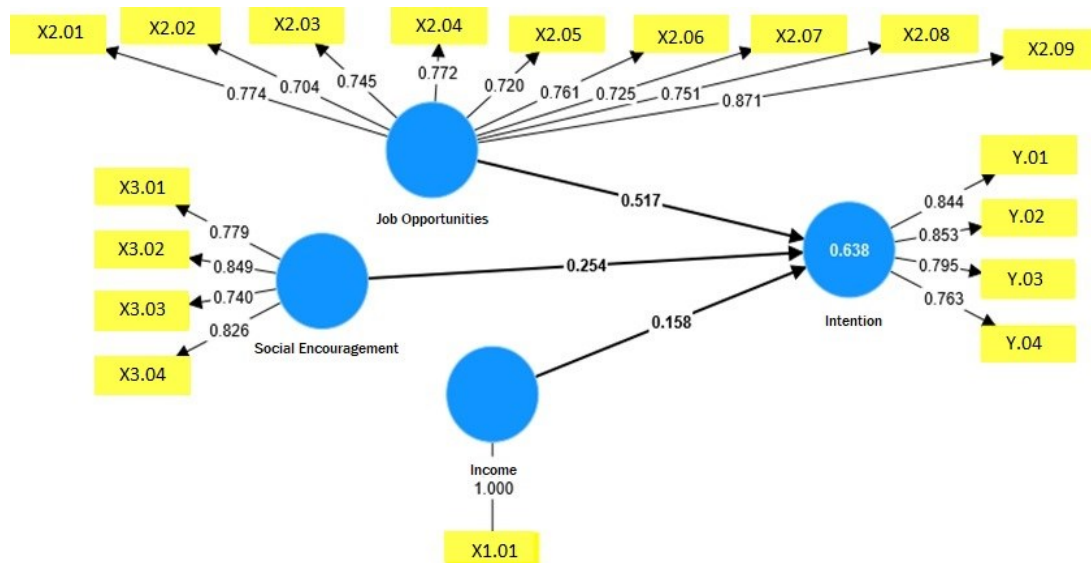 X2.01
X2.02
X2.03
X2.04
X2.05
X2.06
X2.07
X2.08
X2.09
0.774
0.704
0.745
0.772
0.720
0.761
0.725
0.751
0.871
Job Opportunities
X3.01
X3.02
X3.03
X3.04
0.779
0.849
0.740
0.826
Social Encouragement
0.517
0.254
0.158
0.638
Intention
Y.01
Y.02
Y.03
Y.04
0.844
0.853
0.795
0.763
Income
1.000
X1.01